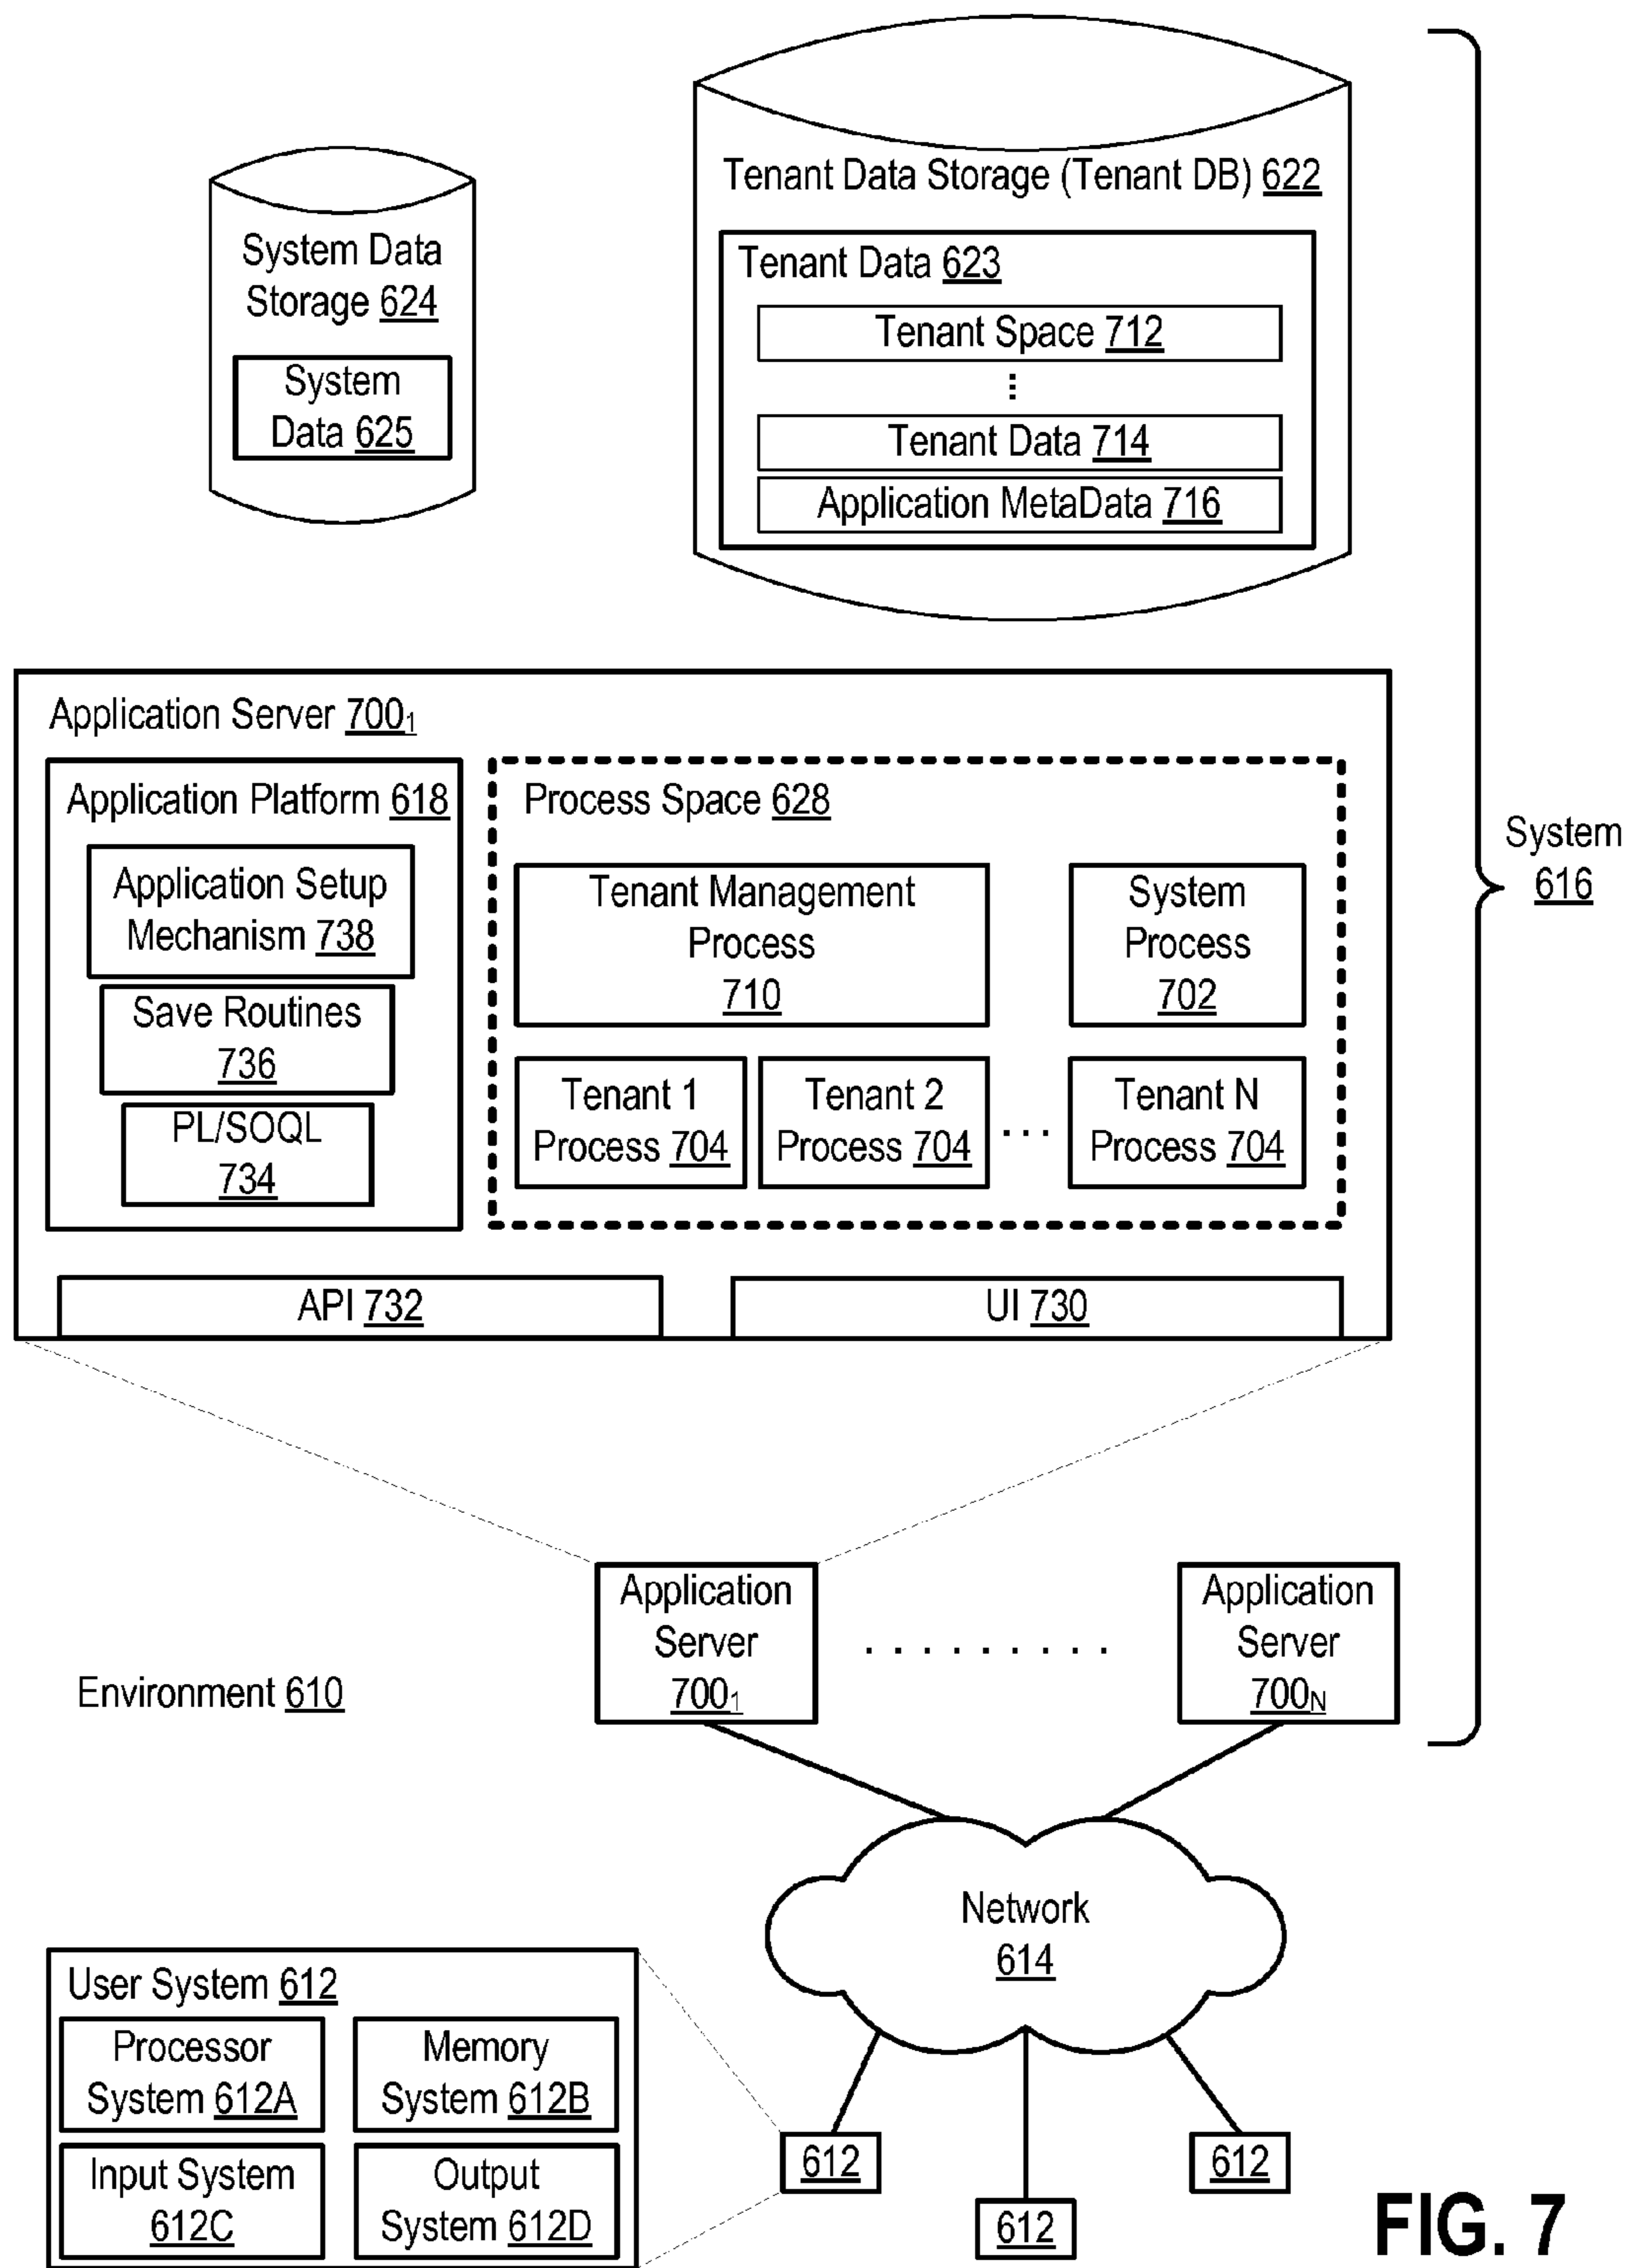 Tenant Data Storage (Tenant DB) 622
System Data
Storage 624
System
Data 625
Tenant Data 623
Tenant Space 712
⋮
Tenant Data 714
Application MetaData 716
System
616
Application Server 700₁
Application Platform 618
Application Setup
Mechanism 738
Save Routines
736
PL/SOQL
734
Process Space 628
Tenant Management
Process
710
System
Process
702
Tenant 1
Process 704
Tenant 2
Process 704
...
Tenant N
Process 704
API 732
UI 730
Application
Server
700₁
. . . . . . . . .
Application
Server
700N
Environment 610
Network
614
User System 612
Processor
System 612A
Memory
System 612B
Input System
612C
Output
System 612D
612
612
612
FIG. 7